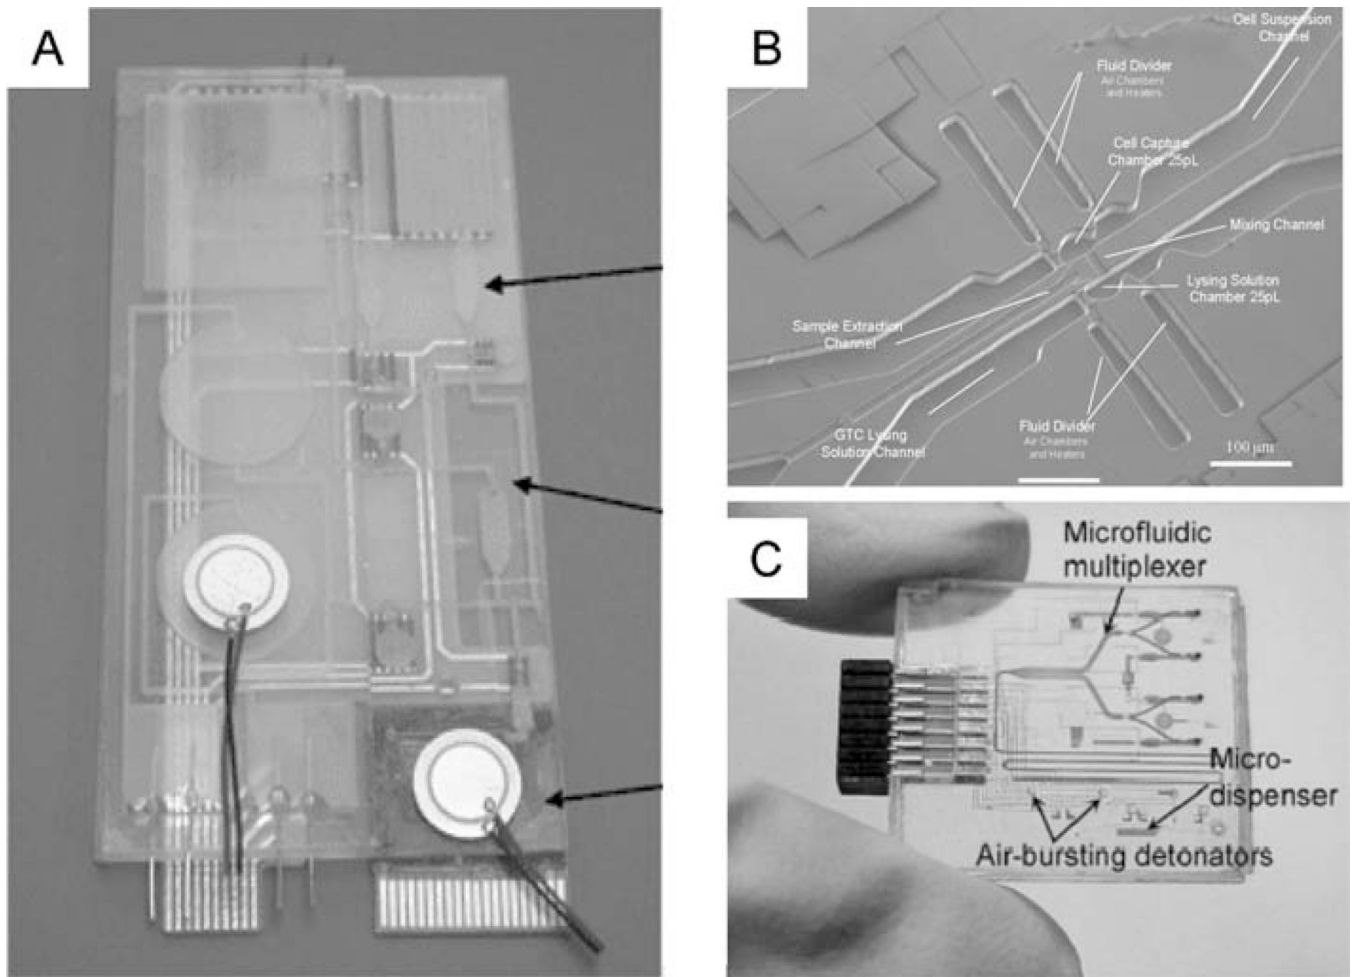 A
B
Cell Suspension
Channel
Fluid Divider
Air Chambers
and Heaters
Cell Capture
Chamber 25pL
Mixing Channel
Lysing Solution
Chamber 25pL
Sample Extraction
Channel
GTC Lysing
Solution Channel
Fluid Divider
Air Chambers
and Heaters
100 µm
C
Microfluidic
multiplexer
Micro-
dispenser
Air-bursting detonators